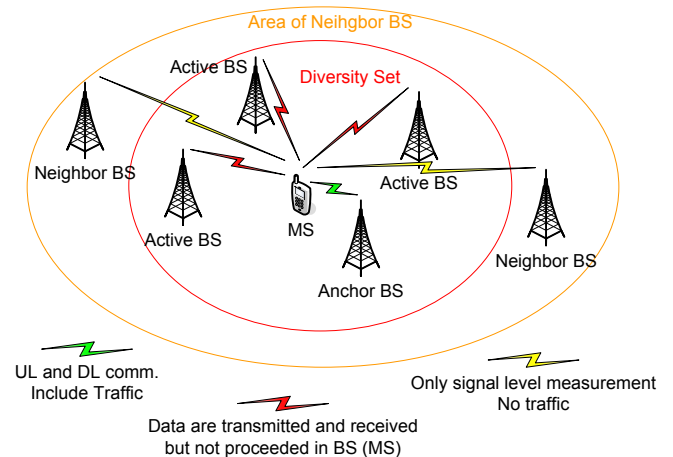 Area of Neihgbor BS
Active BS
Diversity Set
Neighbor BS
Active BS
Active BS
MS
Anchor BS
Neighbor BS
UL and DL comm.
Include Traffic
Only signal level measurement
No traffic
Data are transmitted and received
but not proceeded in BS (MS)